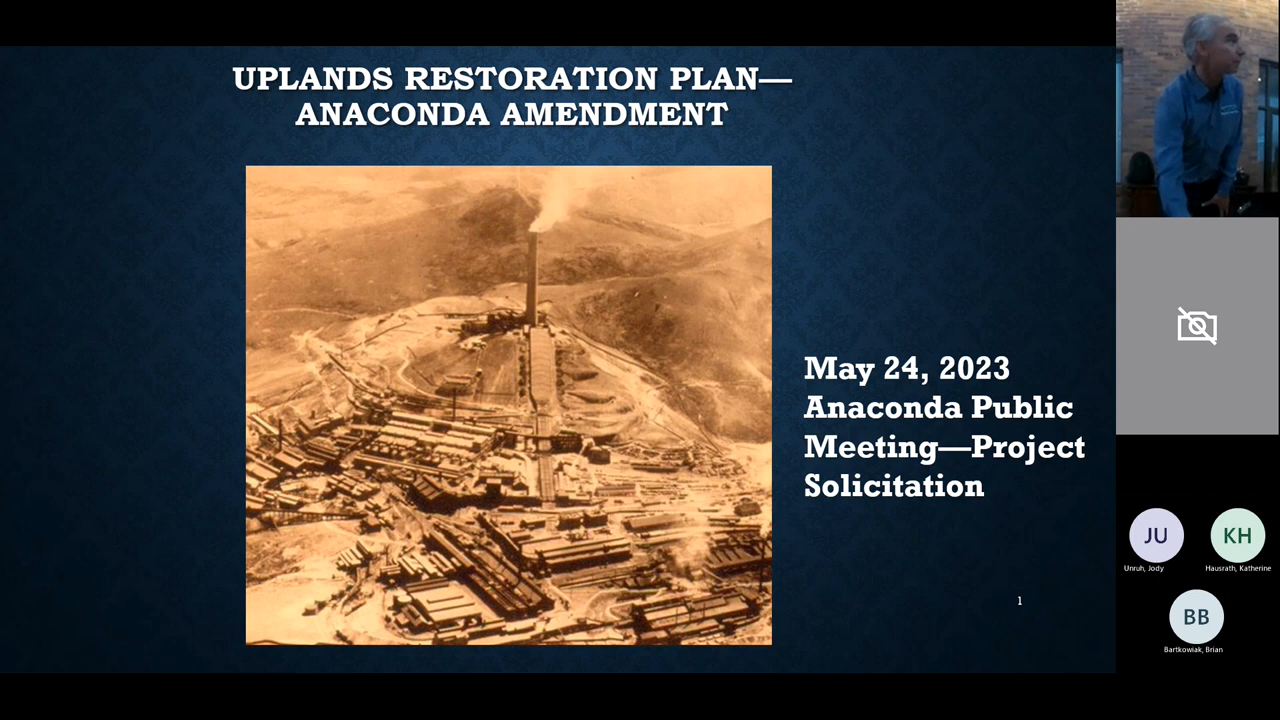 UPLANDS RESTORATION PLAN—
ANACONDA AMENDMENT
May 24, 2023
Anaconda Public
Meeting—Project
Solicitation
1
JU
Unruh, Jody
KH
Hausrath, Katherine
BB
Bartkowiak, Brian